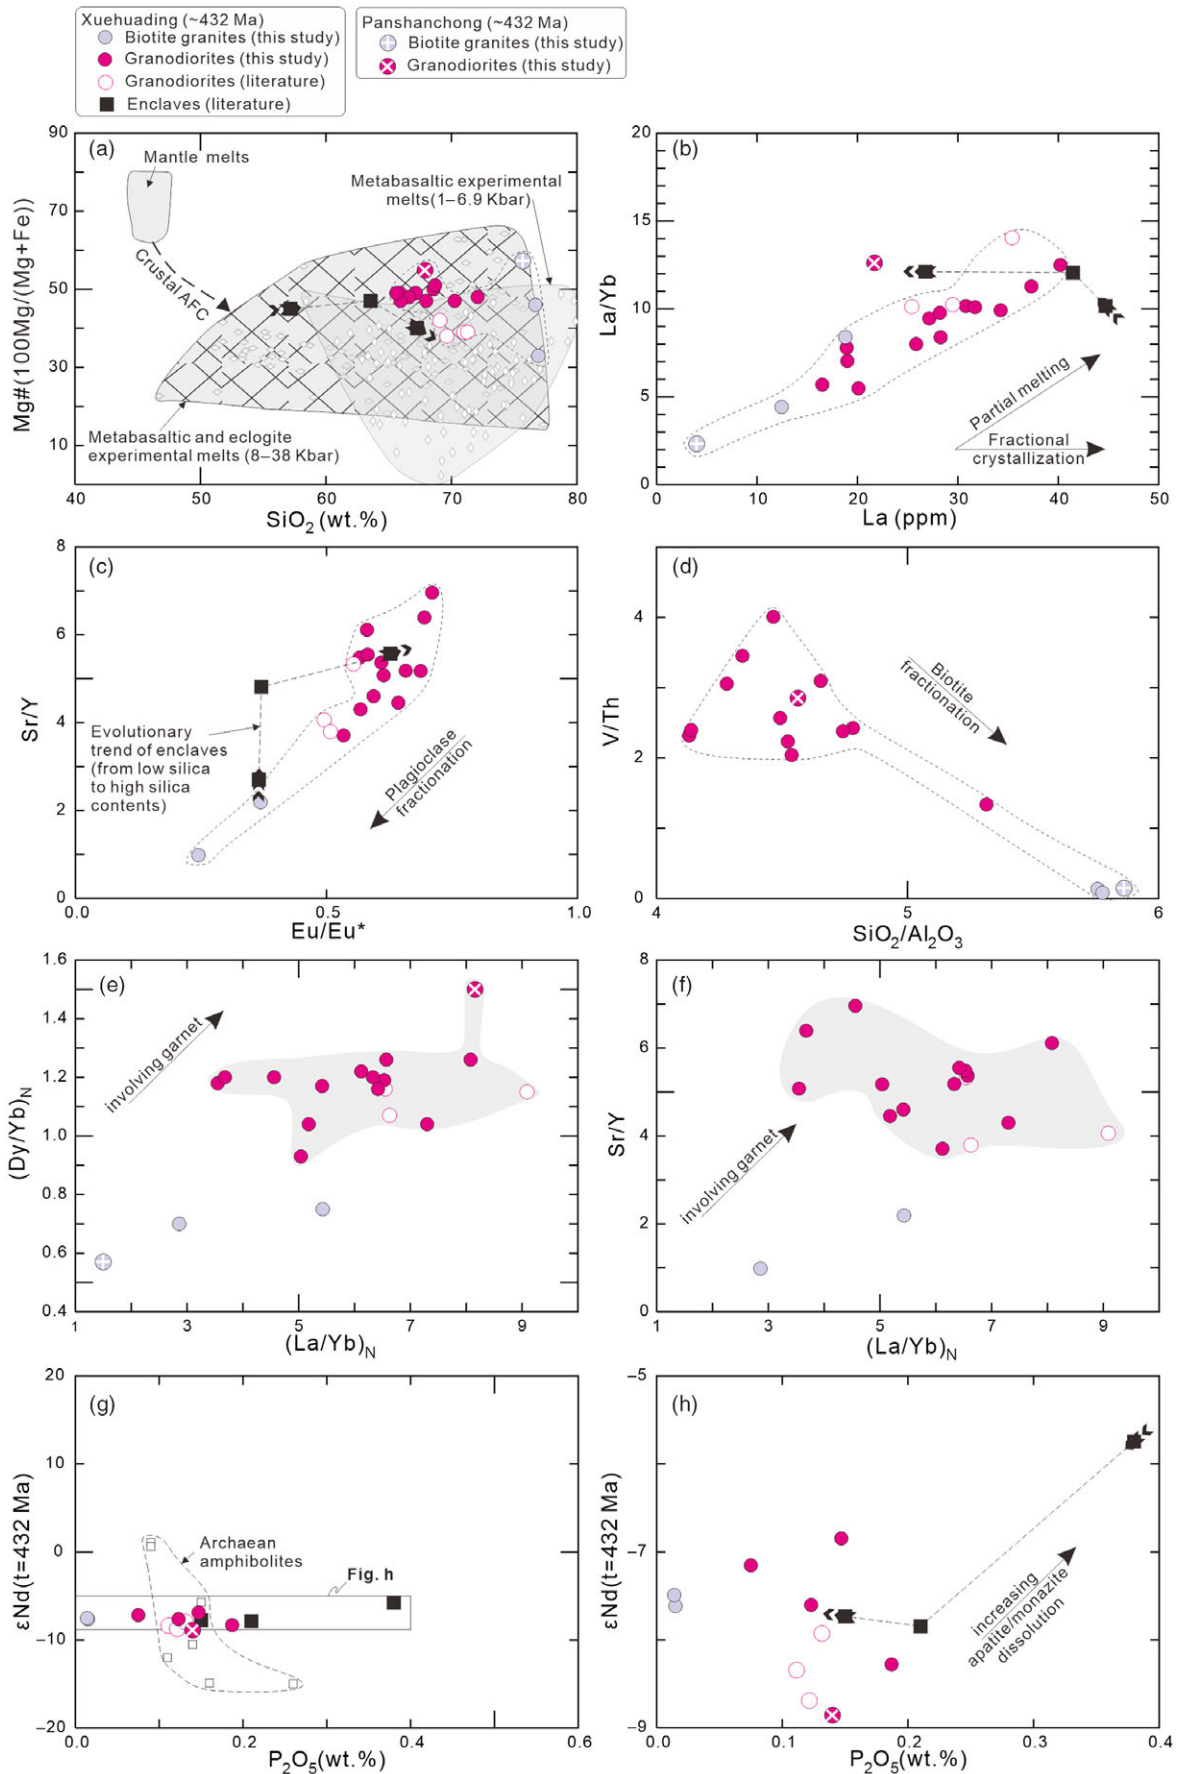 Xuehuading (~432 Ma)
Biotite granites (this study)
Granodiorites (this study)
Granodiorites (literature)
Enclaves (literature)
Panshanchong (~432 Ma)
Biotite granites (this study)
Granodiorites (this study)
(a)
Mantle melts
Crustal AFC
Metabasaltic experimental
melts(1–6.9 Kbar)
Metabasaltic and eclogite
experimental melts (8–38 Kbar)
90
70
50
30
10
Mg#(100Mg/(Mg+Fe))
40
50
60
70
80
SiO₂(wt.%)
(b)
Partial melting
Fractional
crystallization
20
15
10
5
0
La/Yb
0
10
20
30
40
50
La(ppm)
(c)
Evolutionary
trend of enclaves
(from low silica
to high silica
contents)
Plagioclase
fractionation
8
6
4
2
0
Sr/Y
0.0
0.5
1.0
Eu/Eu*
(d)
Biotite
fractionation
4
2
0
V/Th
4
5
6
SiO₂/Al₂O₃
(e)
involving garnet
1.6
1.4
1.2
1.0
0.8
0.6
0.4
(Dy/Yb)N
1
3
5
7
9
(La/Yb)N
(f)
involving garnet
8
6
4
2
0
Sr/Y
1
3
5
7
9
(La/Yb)N
(g)
Archaean
amphibolites
Fig. h
20
10
0
–10
–20
εNd(t=432 Ma)
0.0
0.2
0.4
0.6
P₂O₅(wt.%)
(h)
increasing
apatite/monazite
dissolution
–5
–7
–9
εNd(t=432 Ma)
0.0
0.1
0.2
0.3
0.4
P₂O₅(wt.%)